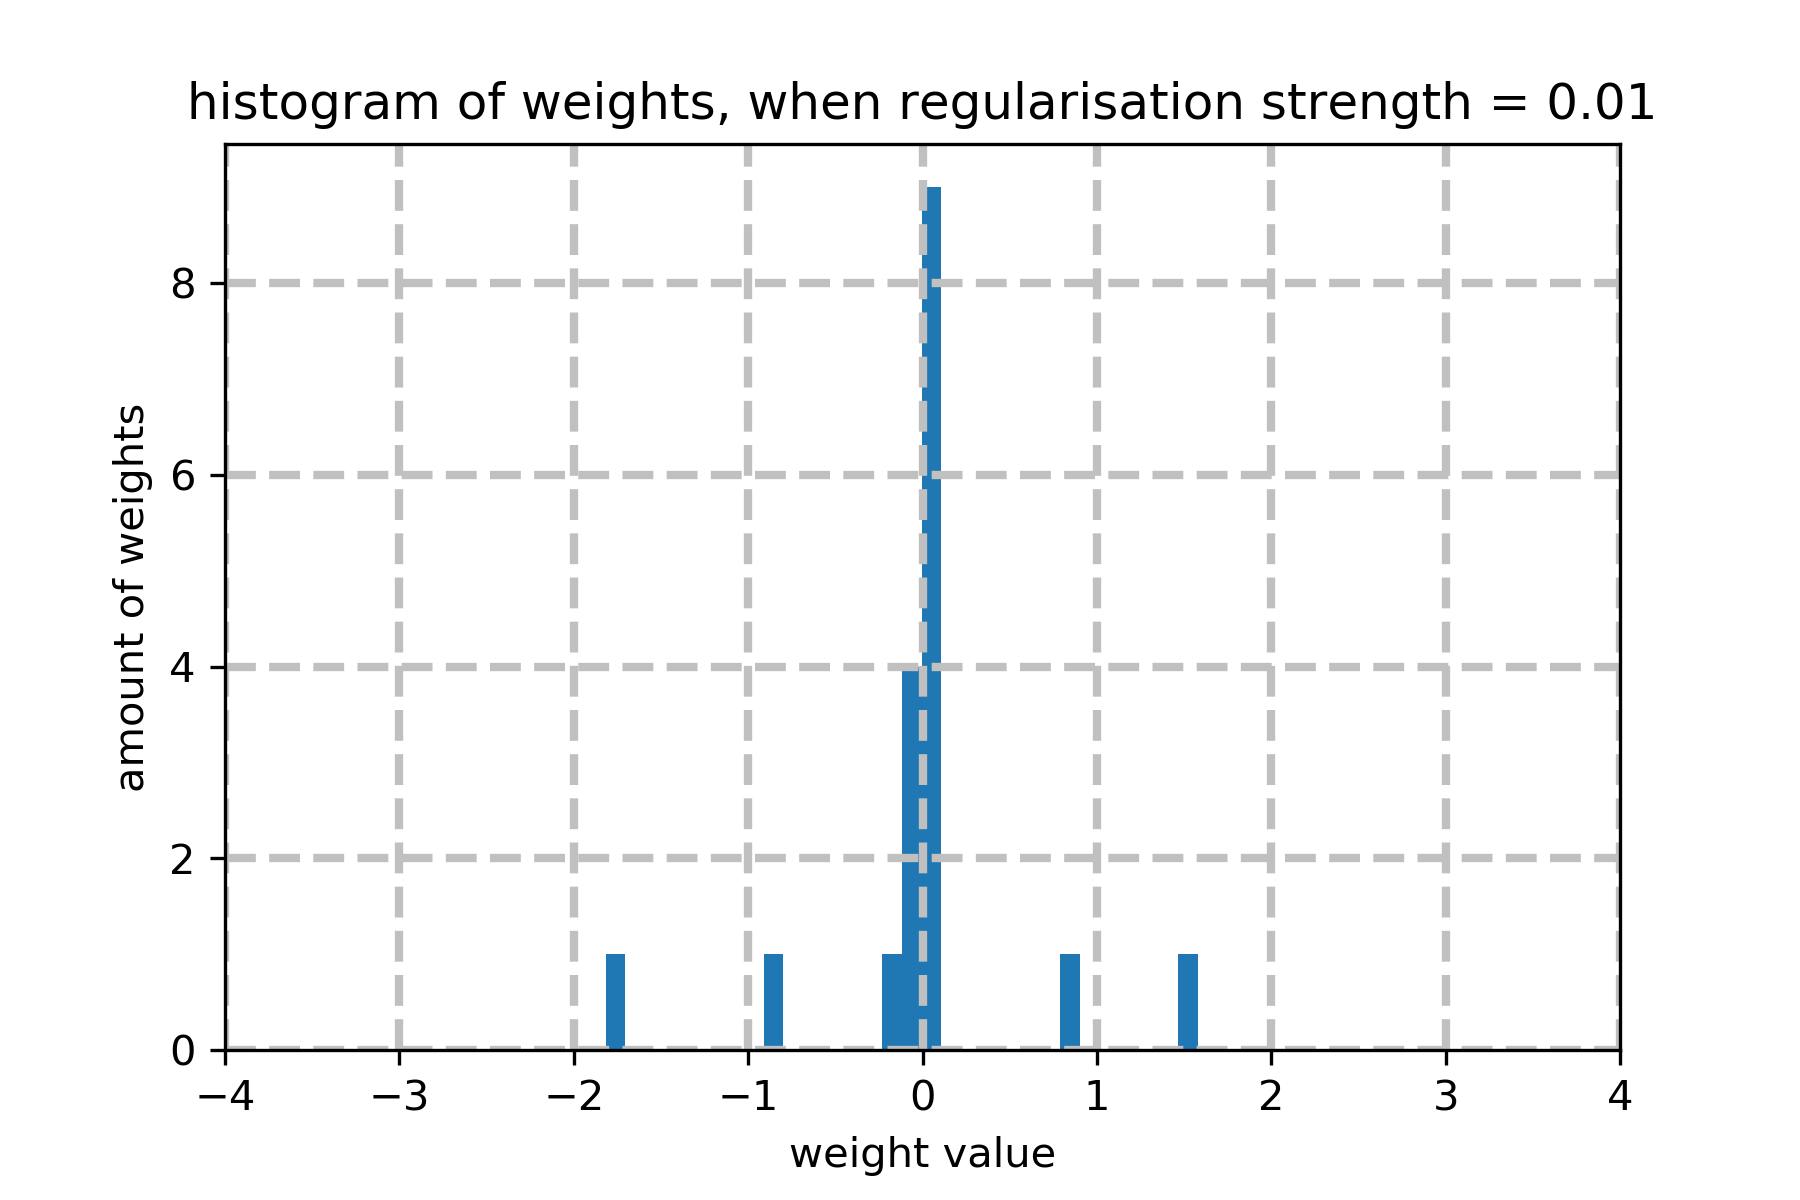 histogram of weights, when regularisation strength = 0.01
amount of weights
8
6
4
2
0
−4 −3 −2 −1 0 1 2 3 4
weight value